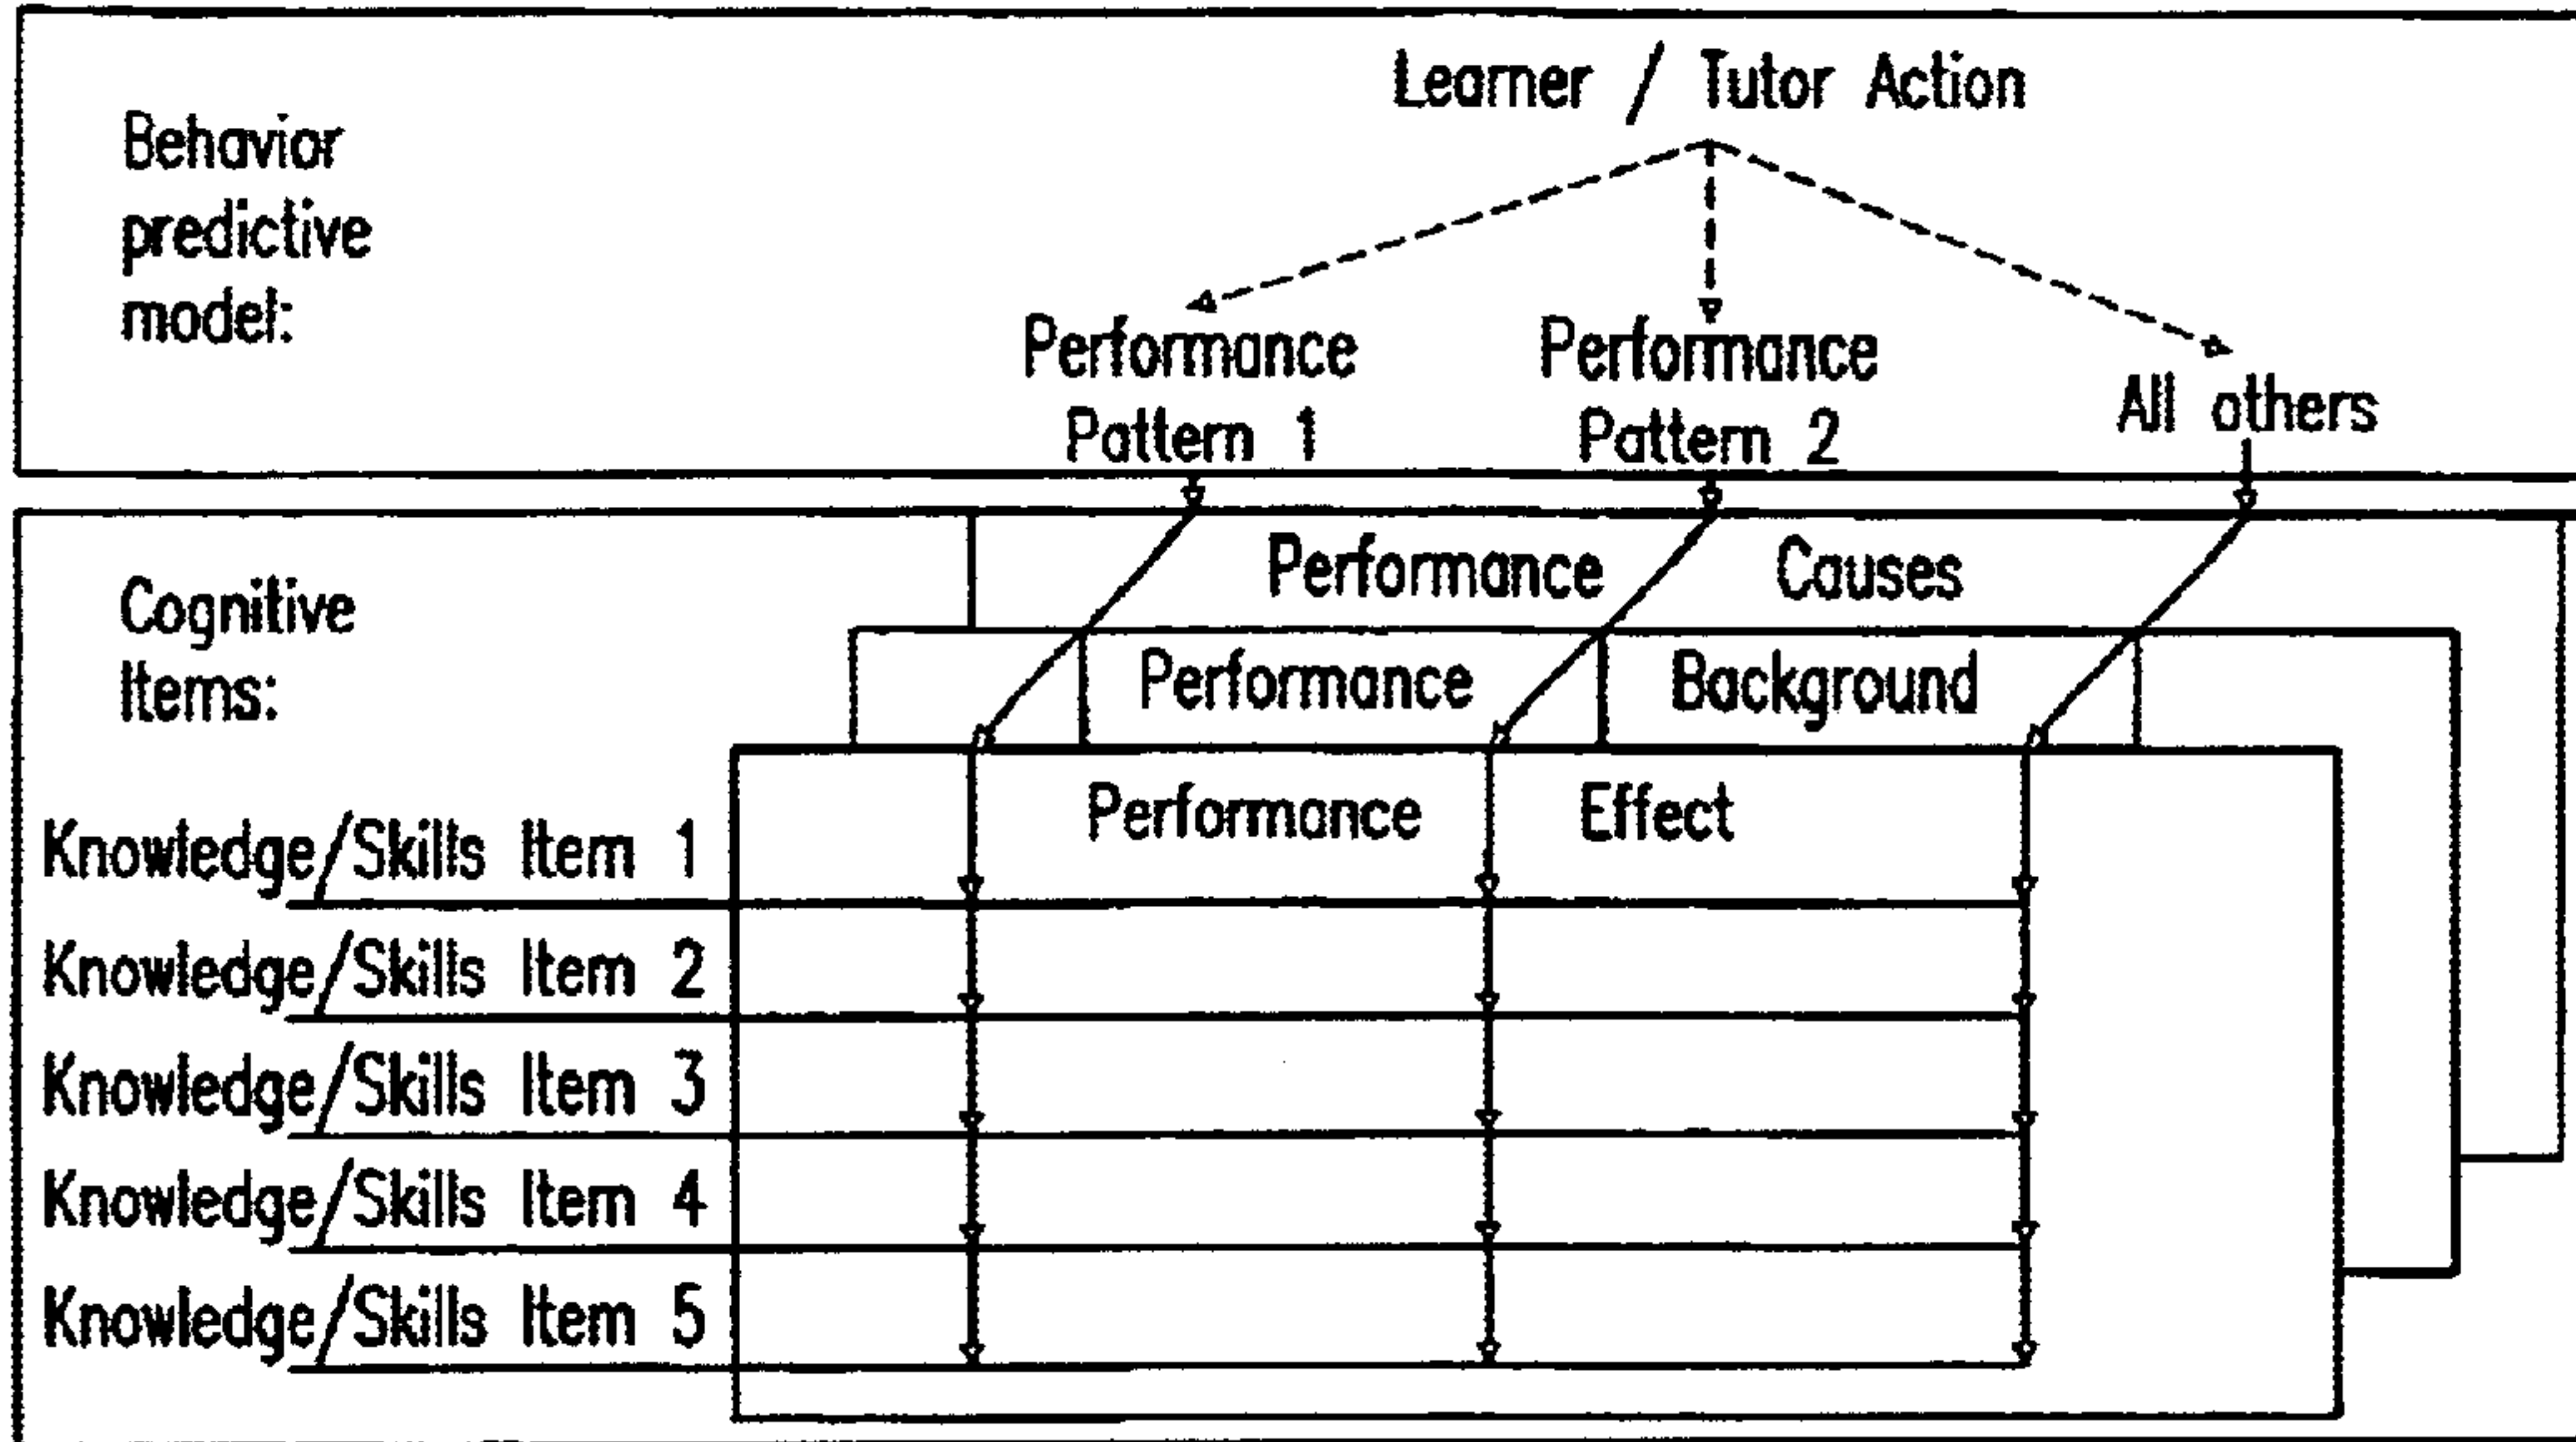 Learner / Tutor Action
Behavior
predictive
model:
Performance
Pattern 1
Performance
Pattern 2
All others
Cognitive
Items:
Performance Causes
Performance Background
Performance Effect
Knowledge/Skills Item 1
Knowledge/Skills Item 2
Knowledge/Skills Item 3
Knowledge/Skills Item 4
Knowledge/Skills Item 5